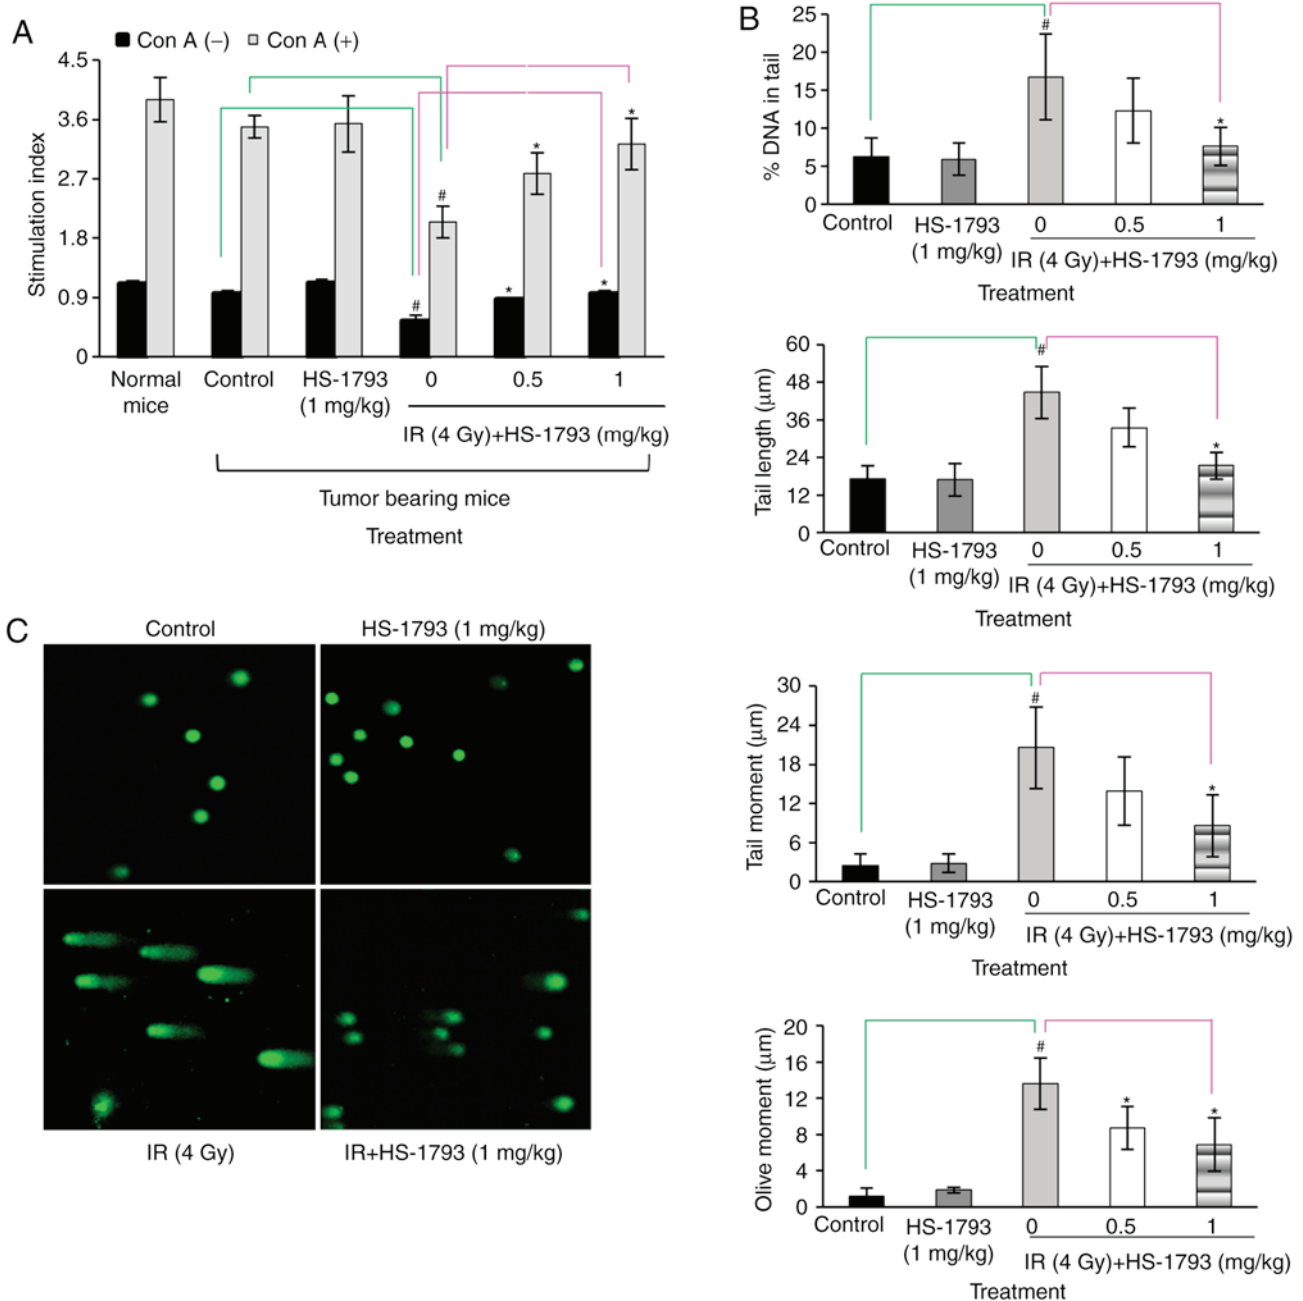 A
Con A (−) Con A (+)
Stimulation index
4.5
3.6
2.7
1.8
0.9
0
#
#
*
*
*
*
Normal mice
Control
HS-1793 (1 mg/kg)
0
0.5
1
IR (4 Gy)+HS-1793 (mg/kg)
Tumor bearing mice
Treatment
B
% DNA in tail
25
20
15
10
5
0
#
*
Control
HS-1793 (1 mg/kg)
0
0.5
1
IR (4 Gy)+HS-1793 (mg/kg)
Treatment
Tail length (μm)
60
48
36
24
12
0
#
*
Control
HS-1793 (1 mg/kg)
0
0.5
1
IR (4 Gy)+HS-1793 (mg/kg)
Treatment
Tail moment (μm)
30
24
18
12
6
0
#
*
Control
HS-1793 (1 mg/kg)
0
0.5
1
IR (4 Gy)+HS-1793 (mg/kg)
Treatment
Olive moment (μm)
20
16
12
8
4
0
#
*
*
Control
HS-1793 (1 mg/kg)
0
0.5
1
IR (4 Gy)+HS-1793 (mg/kg)
Treatment
C
Control
HS-1793 (1 mg/kg)
IR (4 Gy)
IR+HS-1793 (1 mg/kg)